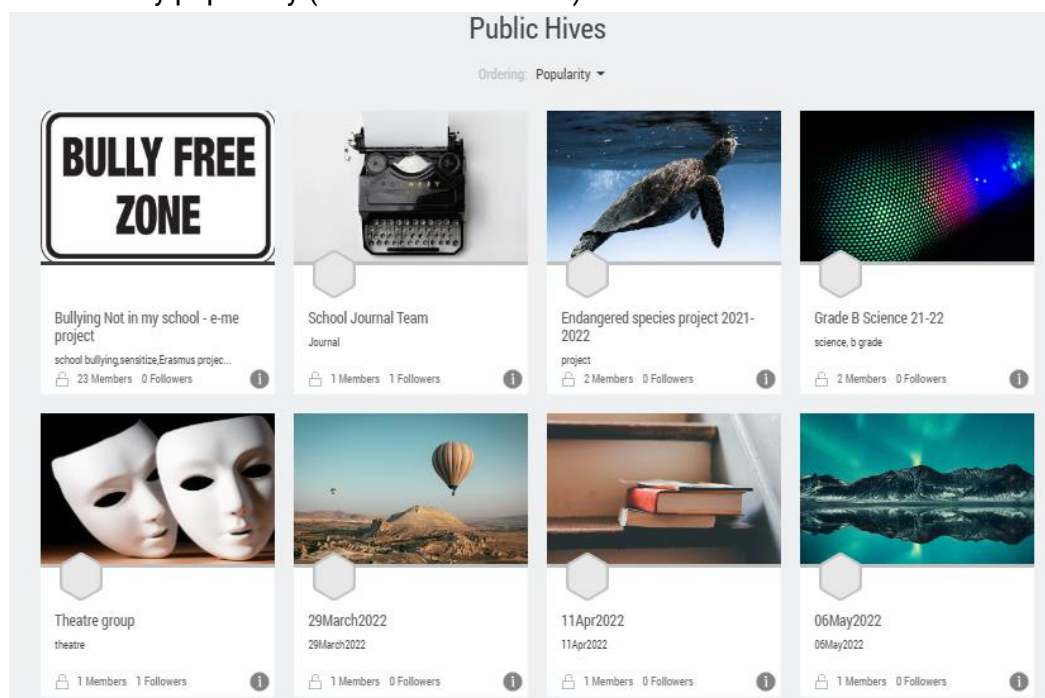 Public Hives
Ordering: Popularity
BULLY FREE
ZONE
Bullying Not in my school - e-me
project
school bullying,sensitize,Erasmus projec...
23 Members 0 Followers
School Journal Team
Journal
1 Members 1 Followers
Endangered species project 2021-
2022
project
2 Members 0 Followers
Grade B Science 21-22
science, b grade
2 Members 0 Followers
Theatre group
theatre
1 Members 1 Followers
29March2022
29March2022
1 Members 0 Followers
11Apr2022
11Apr2022
1 Members 0 Followers
06May2022
06May2022
1 Members 0 Followers